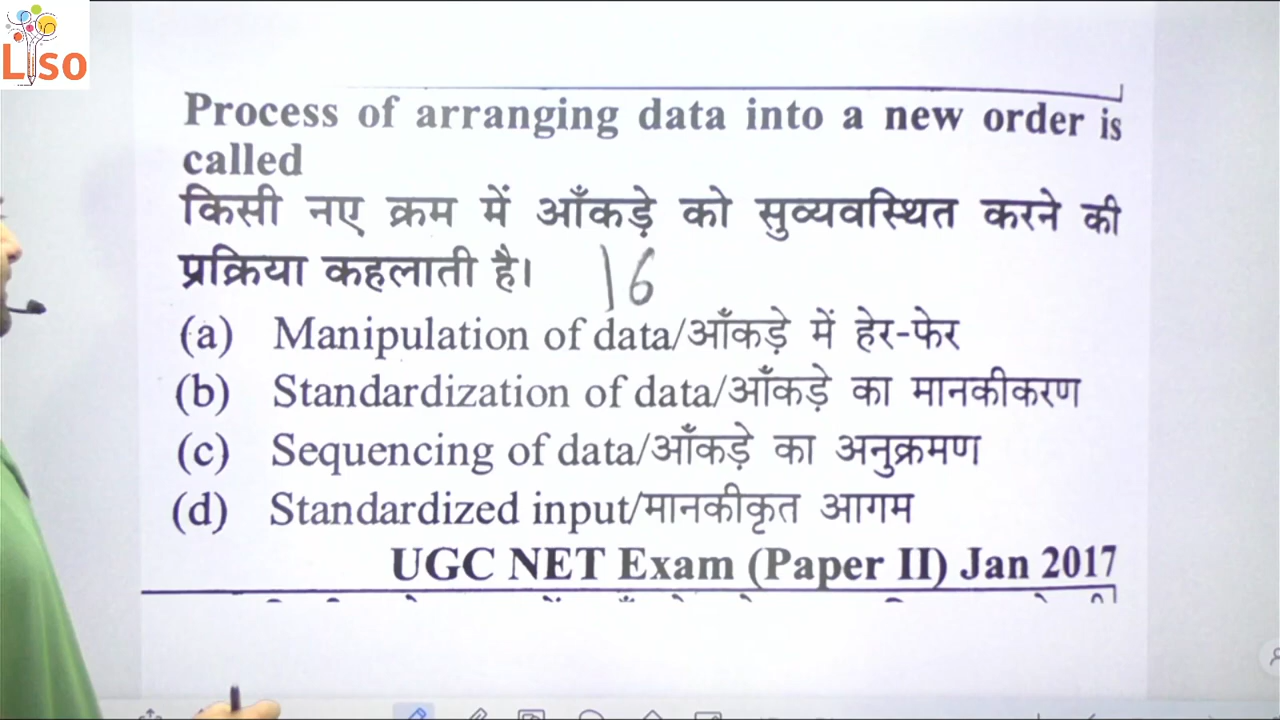 Liso
Process of arranging data into a new order is
called
किसी नए क्रम में आँकड़े को सुव्यवस्थित करने की
प्रक्रिया कहलाती है। 16
(a) Manipulation of data/आँकड़े में हेर-फेर
(b) Standardization of data/आँकड़े का मानकीकरण
(c) Sequencing of data/आँकड़े का अनुक्रमण
(d) Standardized input/मानकीकृत आगम
UGC NET Exam (Paper II) Jan 2017